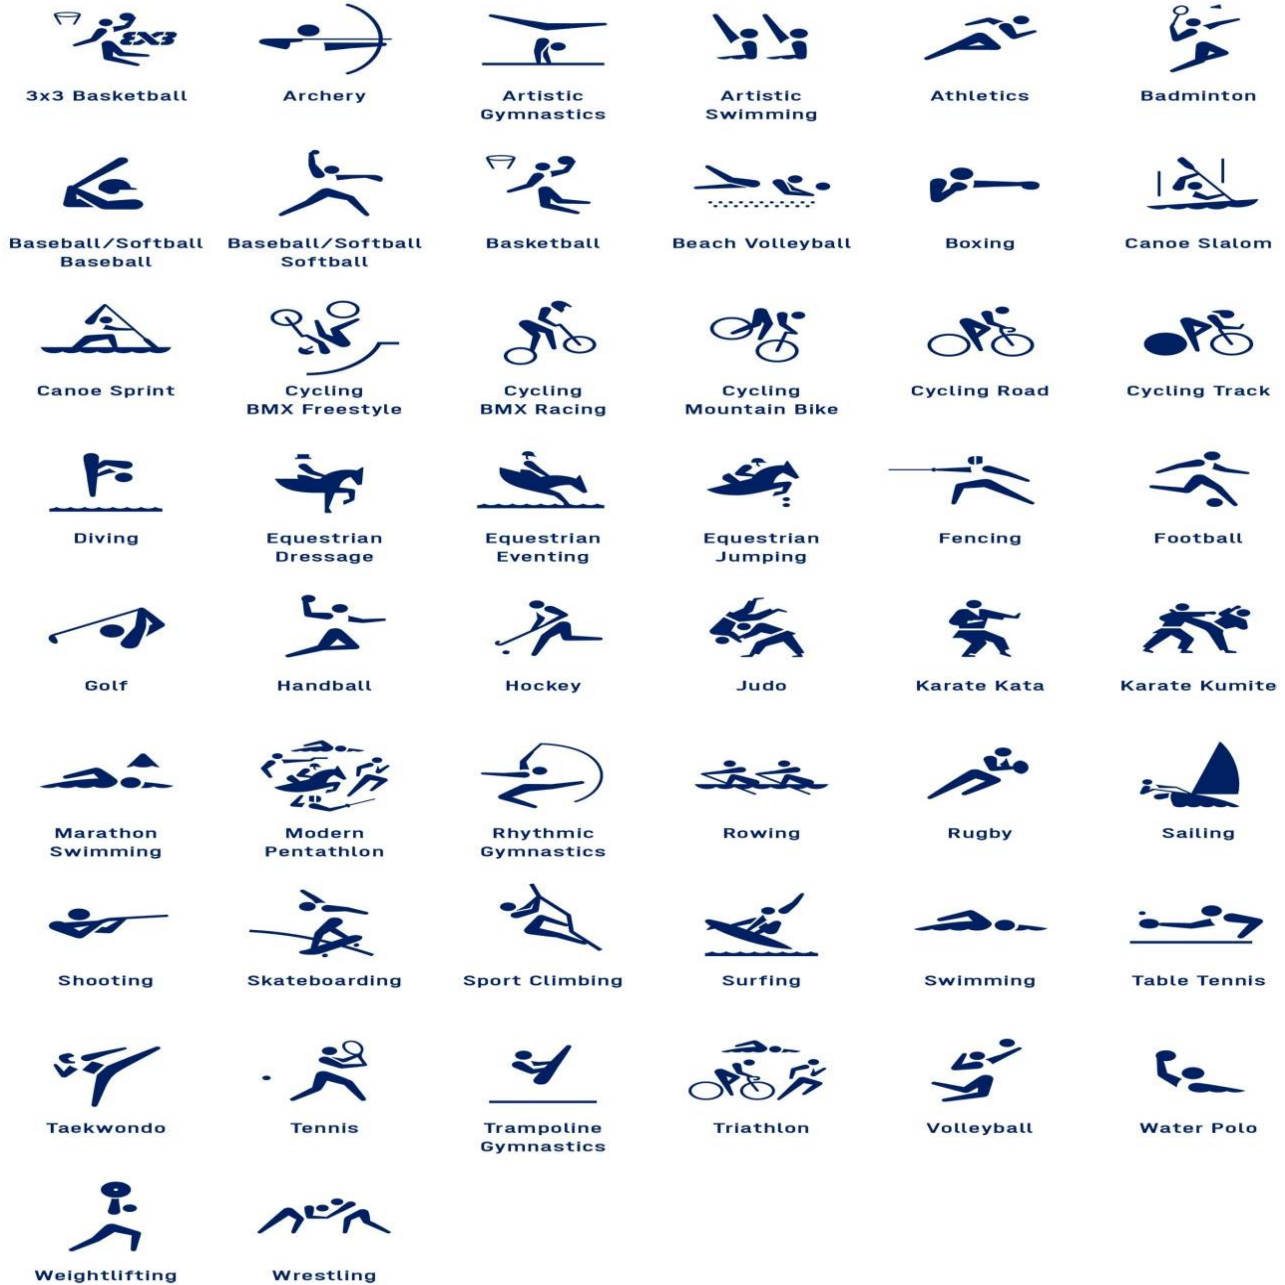 3X3
3x3 Basketball
Archery
Artistic
Gymnastics
Artistic
Swimming
Athletics
Badminton
Baseball/Softball
Baseball
Baseball/Softball
Softball
Basketball
Beach Volleyball
Boxing
Canoe Slalom
Canoe Sprint
Cycling
BMX Freestyle
Cycling
BMX Racing
Cycling
Mountain Bike
Cycling Road
Cycling Track
Diving
Equestrian
Dressage
Equestrian
Eventing
Equestrian
Jumping
Fencing
Football
Golf
Handball
Hockey
Judo
Karate Kata
Karate Kumite
Marathon
Swimming
Modern
Pentathlon
Rhythmic
Gymnastics
Rowing
Rugby
Sailing
Shooting
Skateboarding
Sport Climbing
Surfing
Swimming
Table Tennis
Taekwondo
Tennis
Trampoline
Gymnastics
Triathlon
Volleyball
Water Polo
Weightlifting
Wrestling